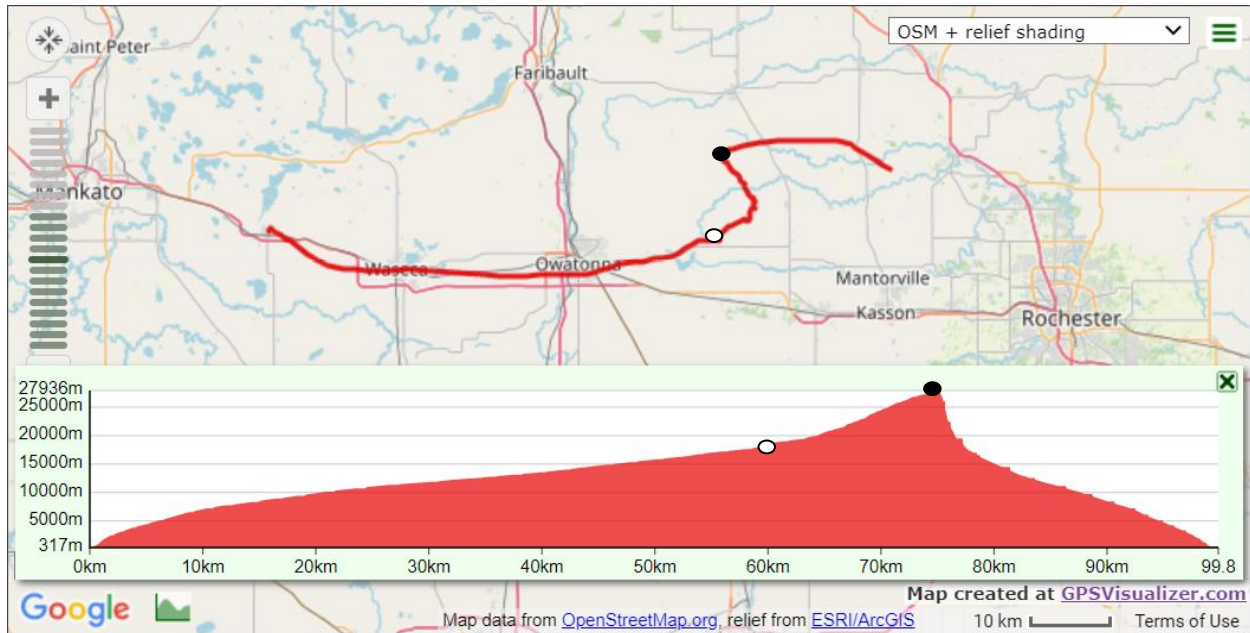 OSM + relief shading
Saint Peter
Faribault
Mankato
Waseca
Owatonna
Mantorville
Kasson
Rochester
27936m
25000m
20000m
15000m
10000m
5000m
317m
0km 10km 20km 30km 40km 50km 60km 70km 80km 90km 99.8
Map created at GPSVisualizer.com
Google
Map data from OpenStreetMap.org, relief from ESRI/ArcGIS
10 km
Terms of Use